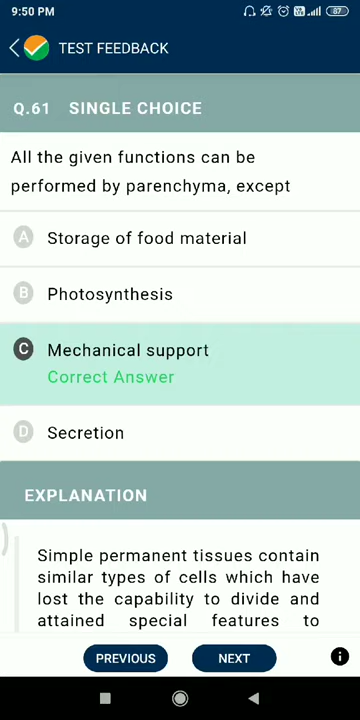 9:50 PM
87
TEST FEEDBACK
Q.61 SINGLE CHOICE
All the given functions can be
performed by parenchyma, except
A Storage of food material
B Photosynthesis
C Mechanical support
Correct Answer
D Secretion
EXPLANATION
Simple permanent tissues contain
similar types of cells which have
lost the capability to divide and
attained special features to
PREVIOUS NEXT